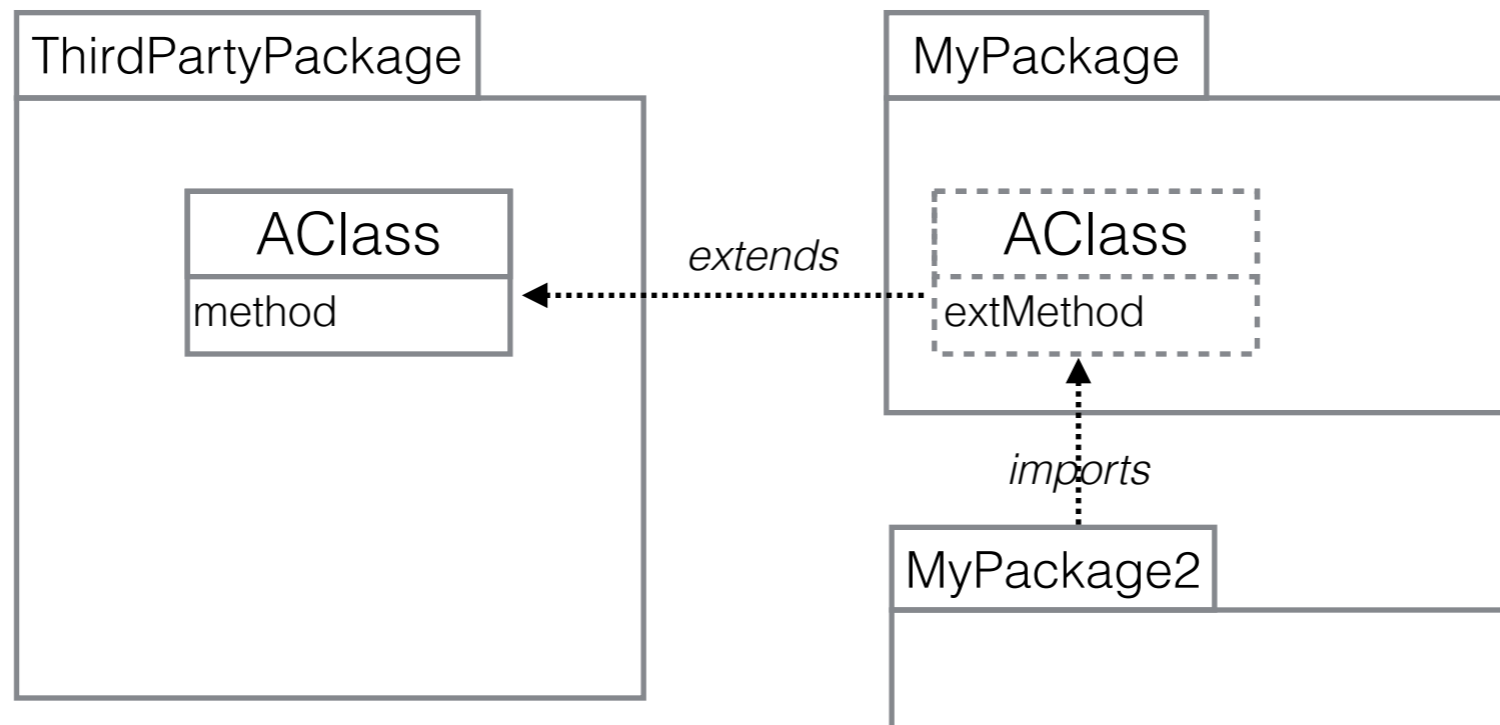 ThirdPartyPackage
MyPackage
AClass
method
extends
AClass
extMethod
imports
MyPackage2